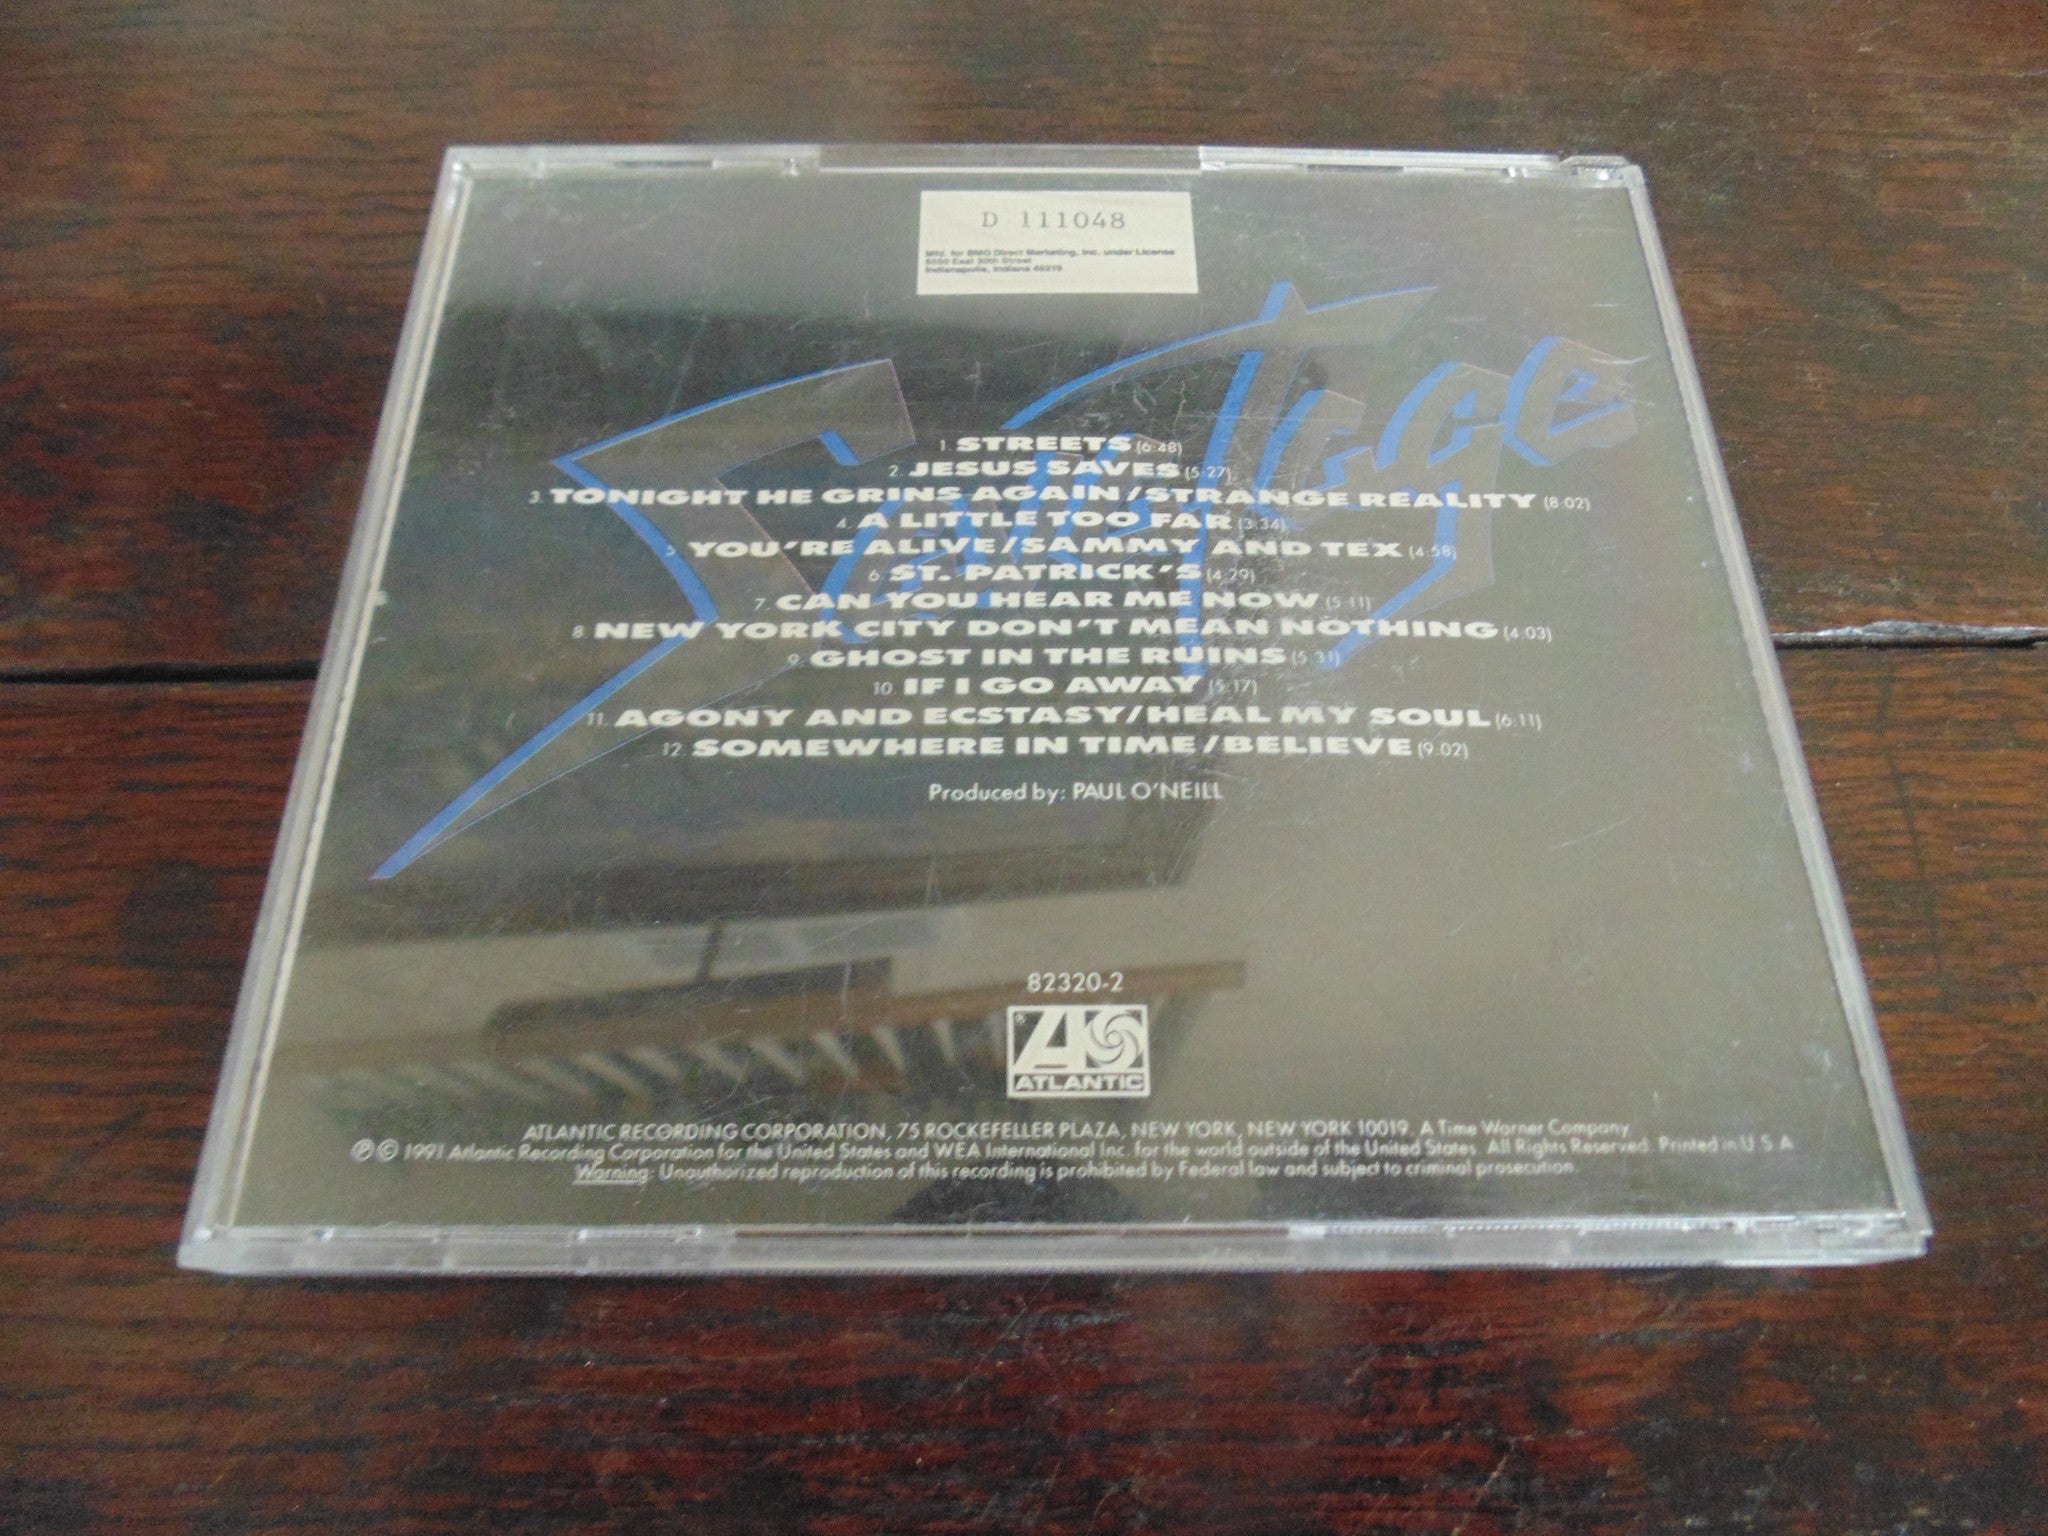 D 111048
Mfd. for BMG Direct Marketing, Inc. under License
6550 East 30th Street
Indianapolis, Indiana 46219
Savatage
1. STREETS (6:48)
2. JESUS SAVES (5:27)
3. TONIGHT HE GRINS AGAIN/STRANGE REALITY (8:02)
4. A LITTLE TOO FAR (3:34)
5. YOU'RE ALIVE/SAMMY AND TEX (4:58)
6. ST. PATRICK'S (4:29)
7. CAN YOU HEAR ME NOW (5:11)
8. NEW YORK CITY DON'T MEAN NOTHING (4:03)
9. GHOST IN THE RUINS (5:31)
10. IF I GO AWAY (5:17)
11. AGONY AND ECSTASY/HEAL MY SOUL (6:11)
12. SOMEWHERE IN TIME/BELIEVE (9:02)
Produced by: PAUL O'NEILL
82320-2
®
ATLANTIC
ATLANTIC RECORDING CORPORATION, 75 ROCKEFELLER PLAZA, NEW YORK, NEW YORK 10019. A Time Warner Company.
℗ © 1991 Atlantic Recording Corporation for the United States and WEA International Inc. for the world outside of the United States. All Rights Reserved. Printed in U.S.A.
Warning: Unauthorized reproduction of this recording is prohibited by Federal law and subject to criminal prosecution.